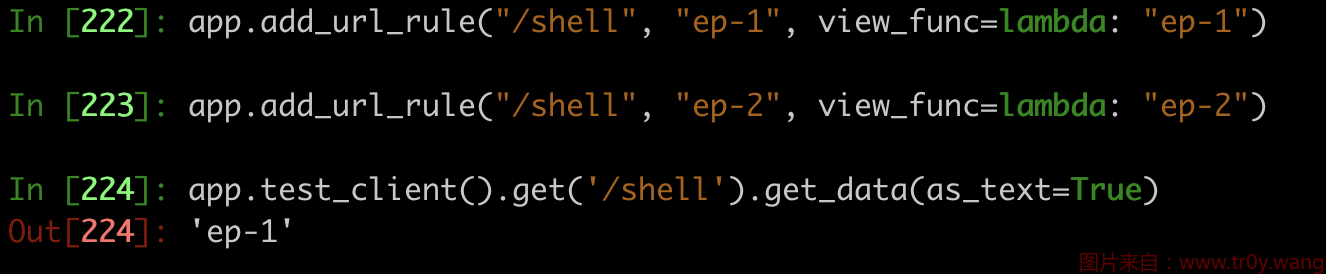 In [222]: app.add_url_rule("/shell", "ep-1", view_func=lambda: "ep-1")
In [223]: app.add_url_rule("/shell", "ep-2", view_func=lambda: "ep-2")
In [224]: app.test_client().get('/shell').get_data(as_text=True)
Out[224]: 'ep-1'
图片来自：www.tr0y.wang